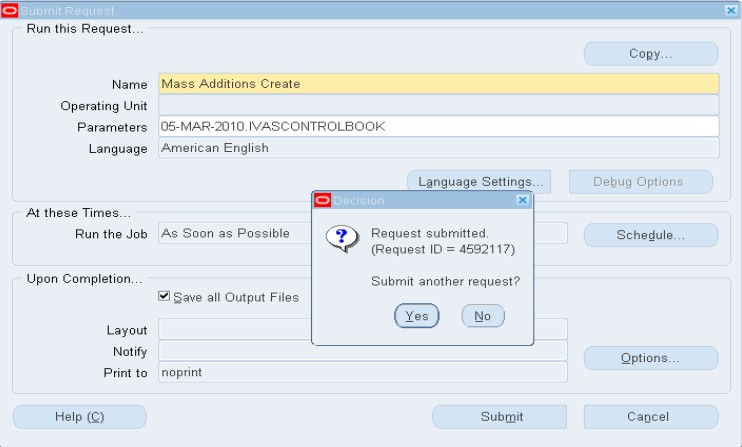 Submit Request
Run this Request...
Copy...
Name Mass Additions Create
Operating Unit
Parameters 05-MAR-2010.IVASCONTROLBOOK
Language American English
Language Settings... Debug Options
Decision
At these Times...
Run the Job As Soon as Possible Schedule...
? Request submitted.
(Request ID = 4592117)
Submit another request?
Yes No
Upon Completion...
Save all Output Files
Layout
Notify
Options...
Print to noprint
Help (C) Submit Cancel